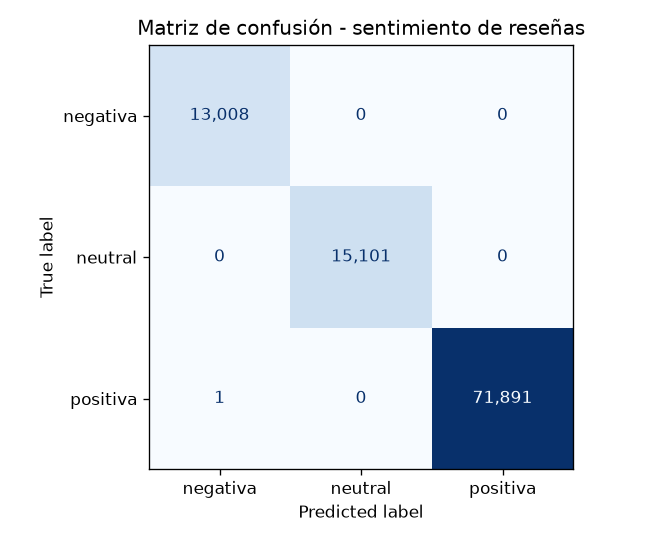 Matriz de confusión - sentimiento de reseñas
negativa 13,008 0 0
True label
neutral 0 15,101 0
positiva 1 0 71,891
negativa neutral positiva
Predicted label